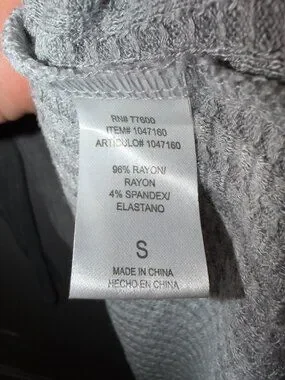 RN# 77600
ITEM# 1047160
ARTICULO# 1047160
96% RAYON/
RAYON
4% SPANDEX/
ELASTANO
S
MADE IN CHINA
HECHO EN CHINA